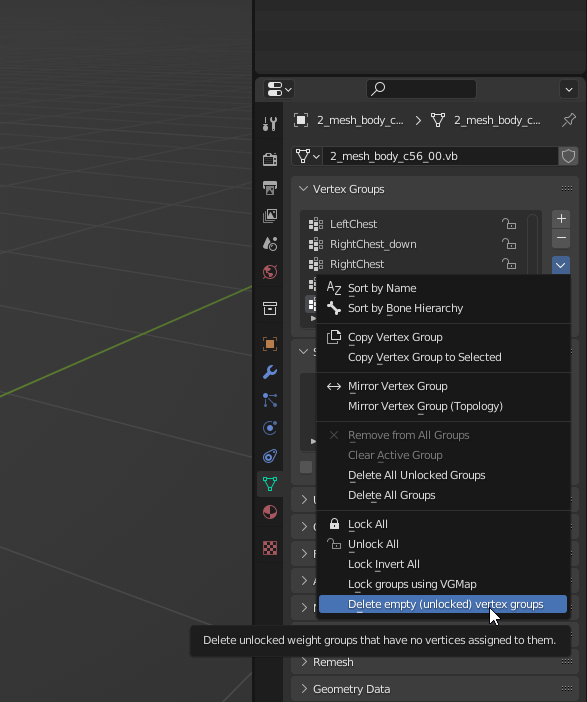 2_mesh_body_c...
2_mesh_body_c...
2_mesh_body_c56_00.vb
Vertex Groups
LeftChest
RightChest_down
RightChest
Sort by Name
Sort by Bone Hierarchy
Copy Vertex Group
Copy Vertex Group to Selected
Mirror Vertex Group
Mirror Vertex Group (Topology)
Remove from All Groups
Clear Active Group
Delete All Unlocked Groups
Delete All Groups
Lock All
Unlock All
Lock Invert All
Lock groups using VGMap
Delete empty (unlocked) vertex groups
Delete unlocked weight groups that have no vertices assigned to them.
Remesh
Geometry Data